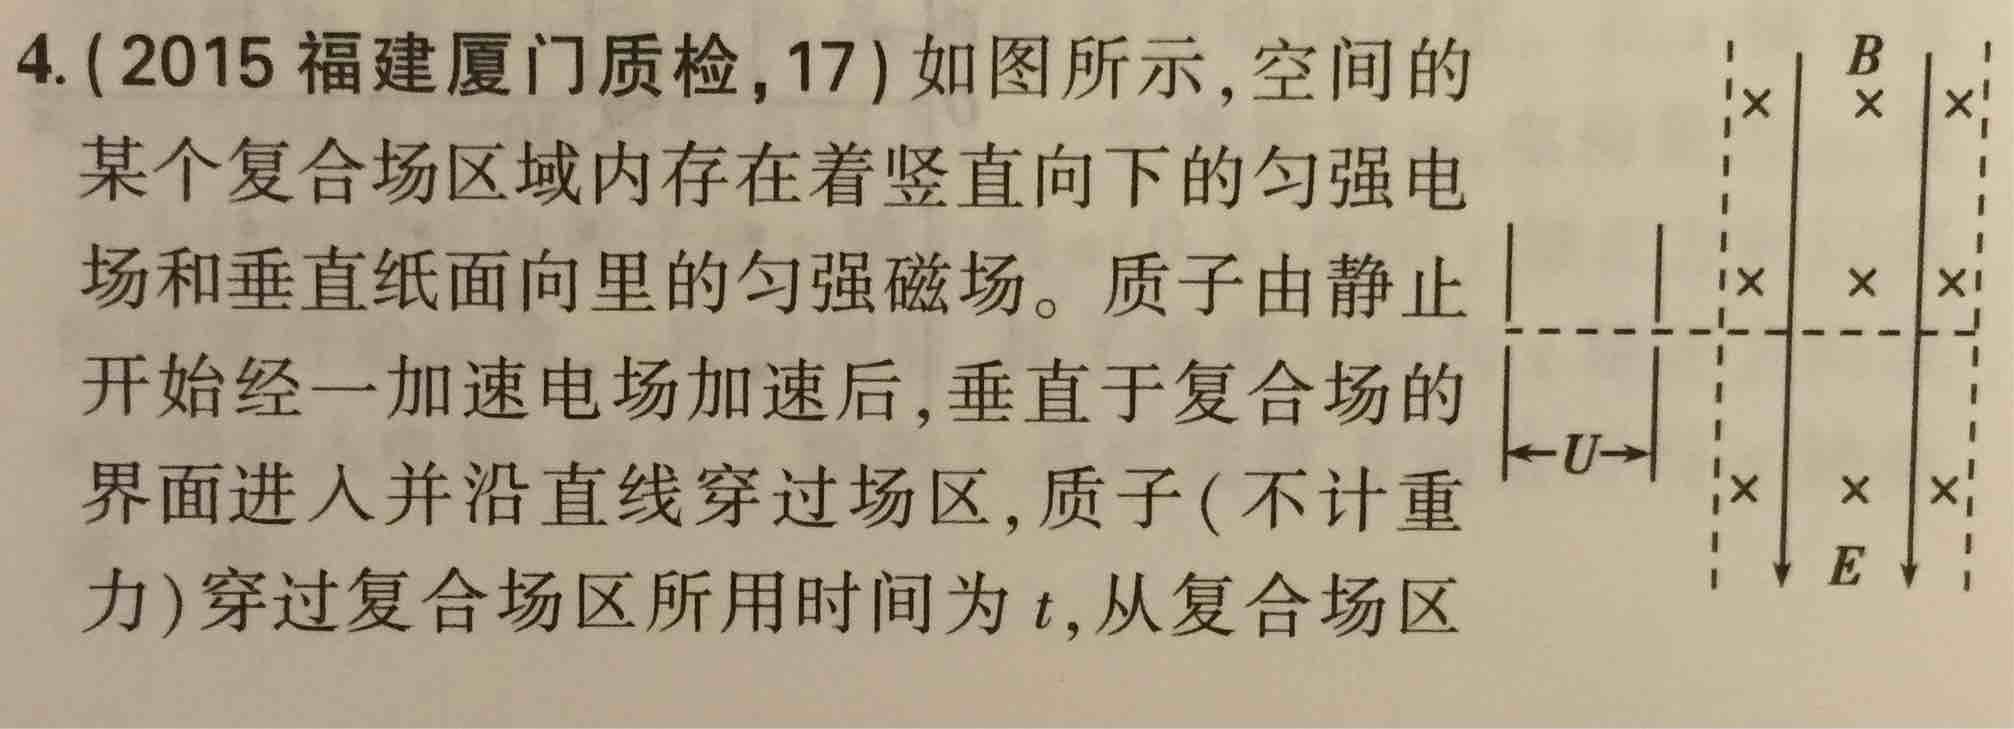 4.(2015福建厦门质检,17)如图所示,空间的
某个复合场区域内存在着竖直向下的匀强电
场和垂直纸面向里的匀强磁场。质子由静止
开始经一加速电场加速后,垂直于复合场的
界面进入并沿直线穿过场区,质子(不计重
力)穿过复合场区所用时间为t,从复合场区
B
U
E